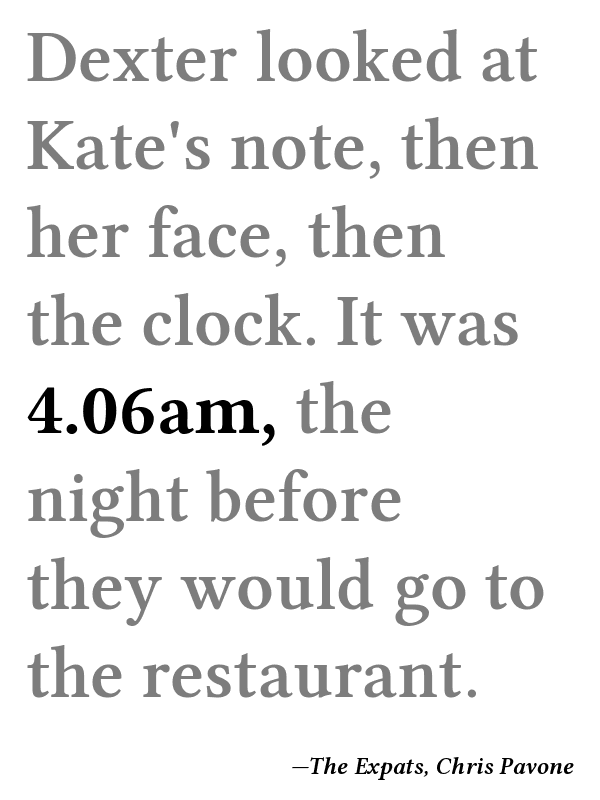 Dexter looked at
Kate's note, then
her face, then
the clock. It was
4.06am, the
night before
they would go to
the restaurant.
—The Expats, Chris Pavone